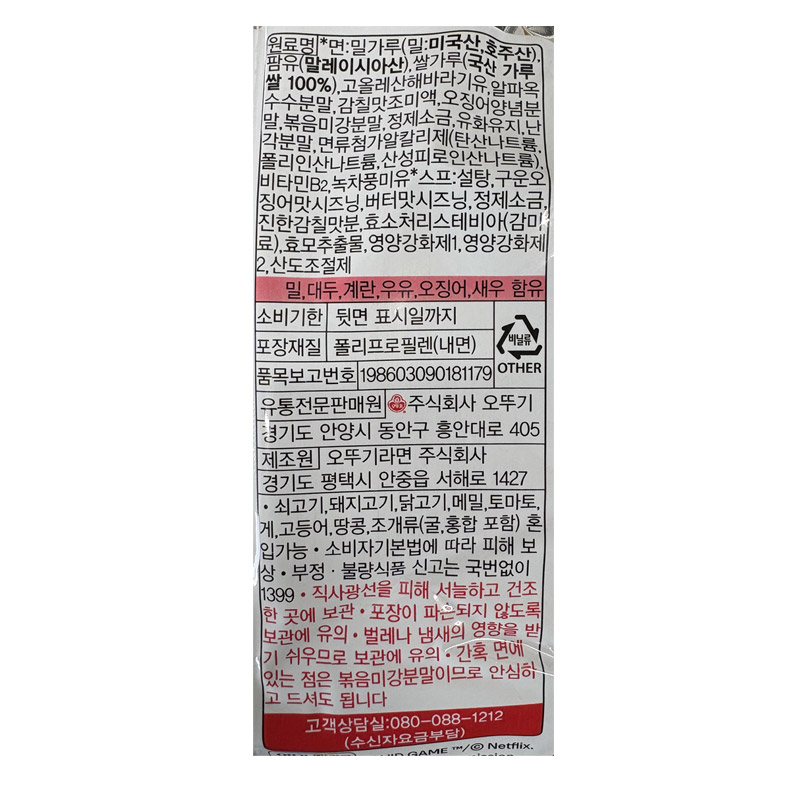 원료명 *면:밀가루(밀:미국산,호주산),
팜유(말레이시아산),쌀가루(국산 가루
쌀 100%),고올레산해바라기유,알파옥
수수분말,감칠맛조미액,오징어양념분
말,볶음미강분말,정제소금,유화유지,난
각분말,면류첨가알칼리제(탄산나트륨,
폴리인산나트륨,산성피로인산나트륨),
비타민B2,녹차풍미유*스프:설탕,구운오
징어맛시즈닝,버터맛시즈닝,정제소금,
진한감칠맛분,효소처리스테비아(감미
료),효모추출물,영양강화제1,영양강화제
2,산도조절제
밀,대두,계란,우유,오징어,새우 함유
소비기한 뒷면 표시일까지
포장재질 폴리프로필렌(내면)
비닐류
OTHER
품목보고번호 198603090181179
유통전문판매원 주식회사 오뚜기
경기도 안양시 동안구 흥안대로 405
제조원 오뚜기라면 주식회사
경기도 평택시 안중읍 서해로 1427
• 쇠고기,돼지고기,닭고기,메밀,토마토,
게,고등어,땅콩,조개류(굴,홍합 포함) 혼
입가능 • 소비자기본법에 따라 피해 보
상 • 부정 · 불량식품 신고는 국번없이
1399 • 직사광선을 피해 서늘하고 건조
한 곳에 보관 • 포장이 파손되지 않도록
보관에 유의 • 벌레나 냄새의 영향을 받
기 쉬우므로 보관에 유의 • 간혹 면에
있는 점은 볶음미강분말이므로 안심하
고 드셔도 됩니다
고객상담실:080-088-1212
(수신자요금부담)
GAME ™/© Netflix.